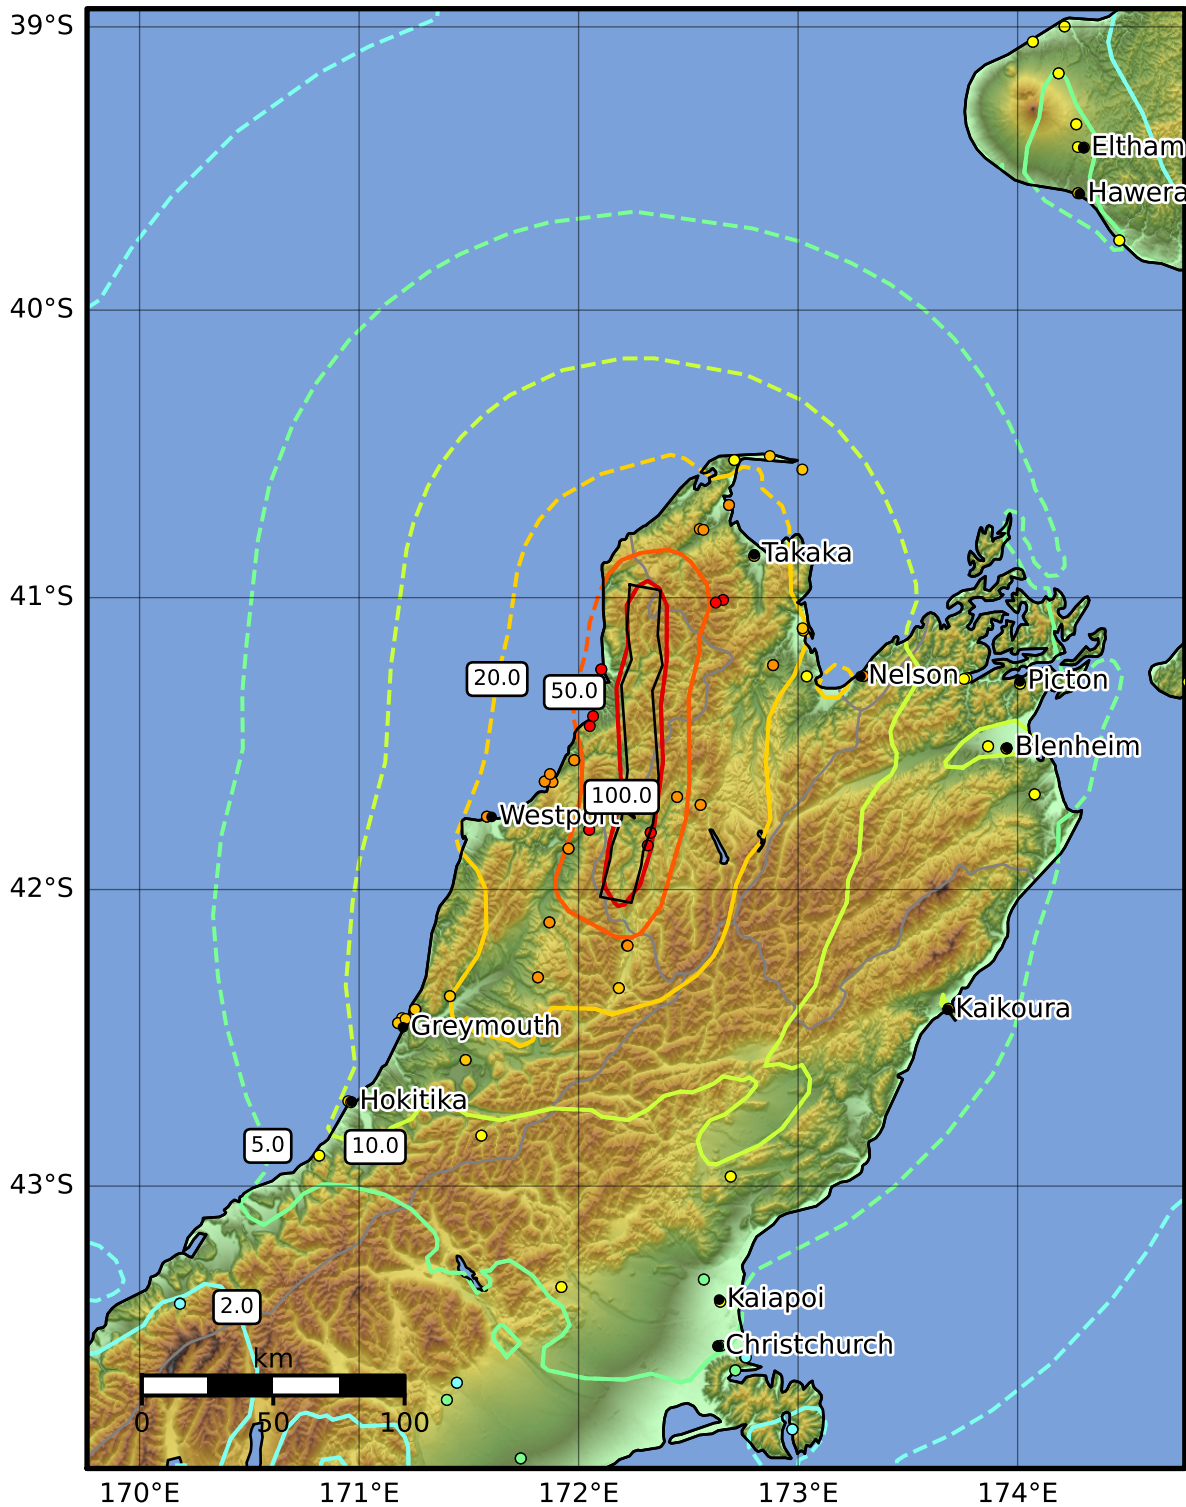 39°S
Eltham
Hawera
40°S
Takaka
41°S
20.0
50.0
Nelson
Picton
Blenheim
100.0
Westport
42°S
Kaikoura
Greymouth
Hokitika
5.0
10.0
43°S
2.0
Kaiapoi
Christchurch
km
0 50 100
170°E 171°E 172°E 173°E 174°E